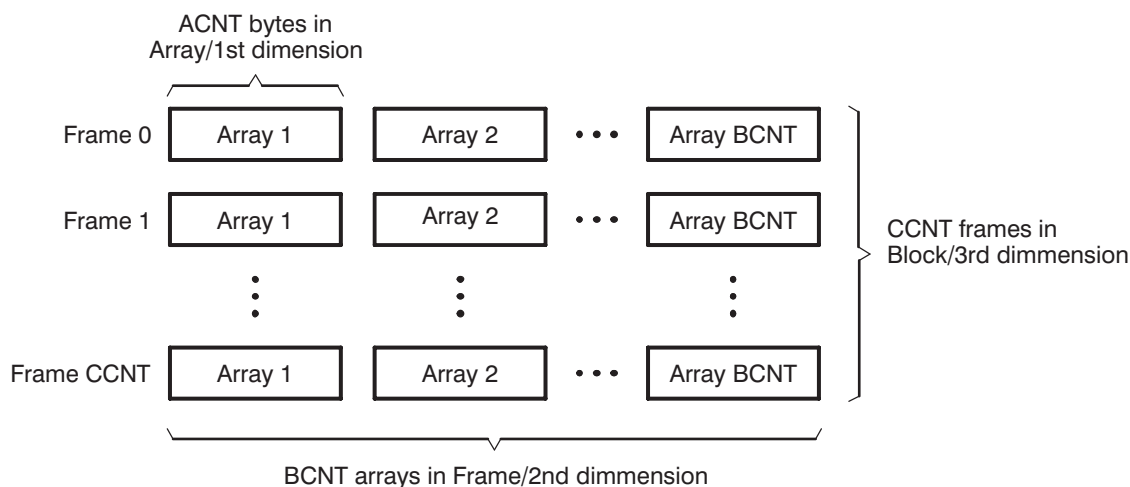 ACNT bytes in
Array/1st dimension
Frame 0 Array 1 Array 2 Array BCNT
Frame 1 Array 1 Array 2 Array BCNT
CCNT frames in
Block/3rd dimmension
Frame CCNT Array 1 Array 2 Array BCNT
BCNT arrays in Frame/2nd dimmension